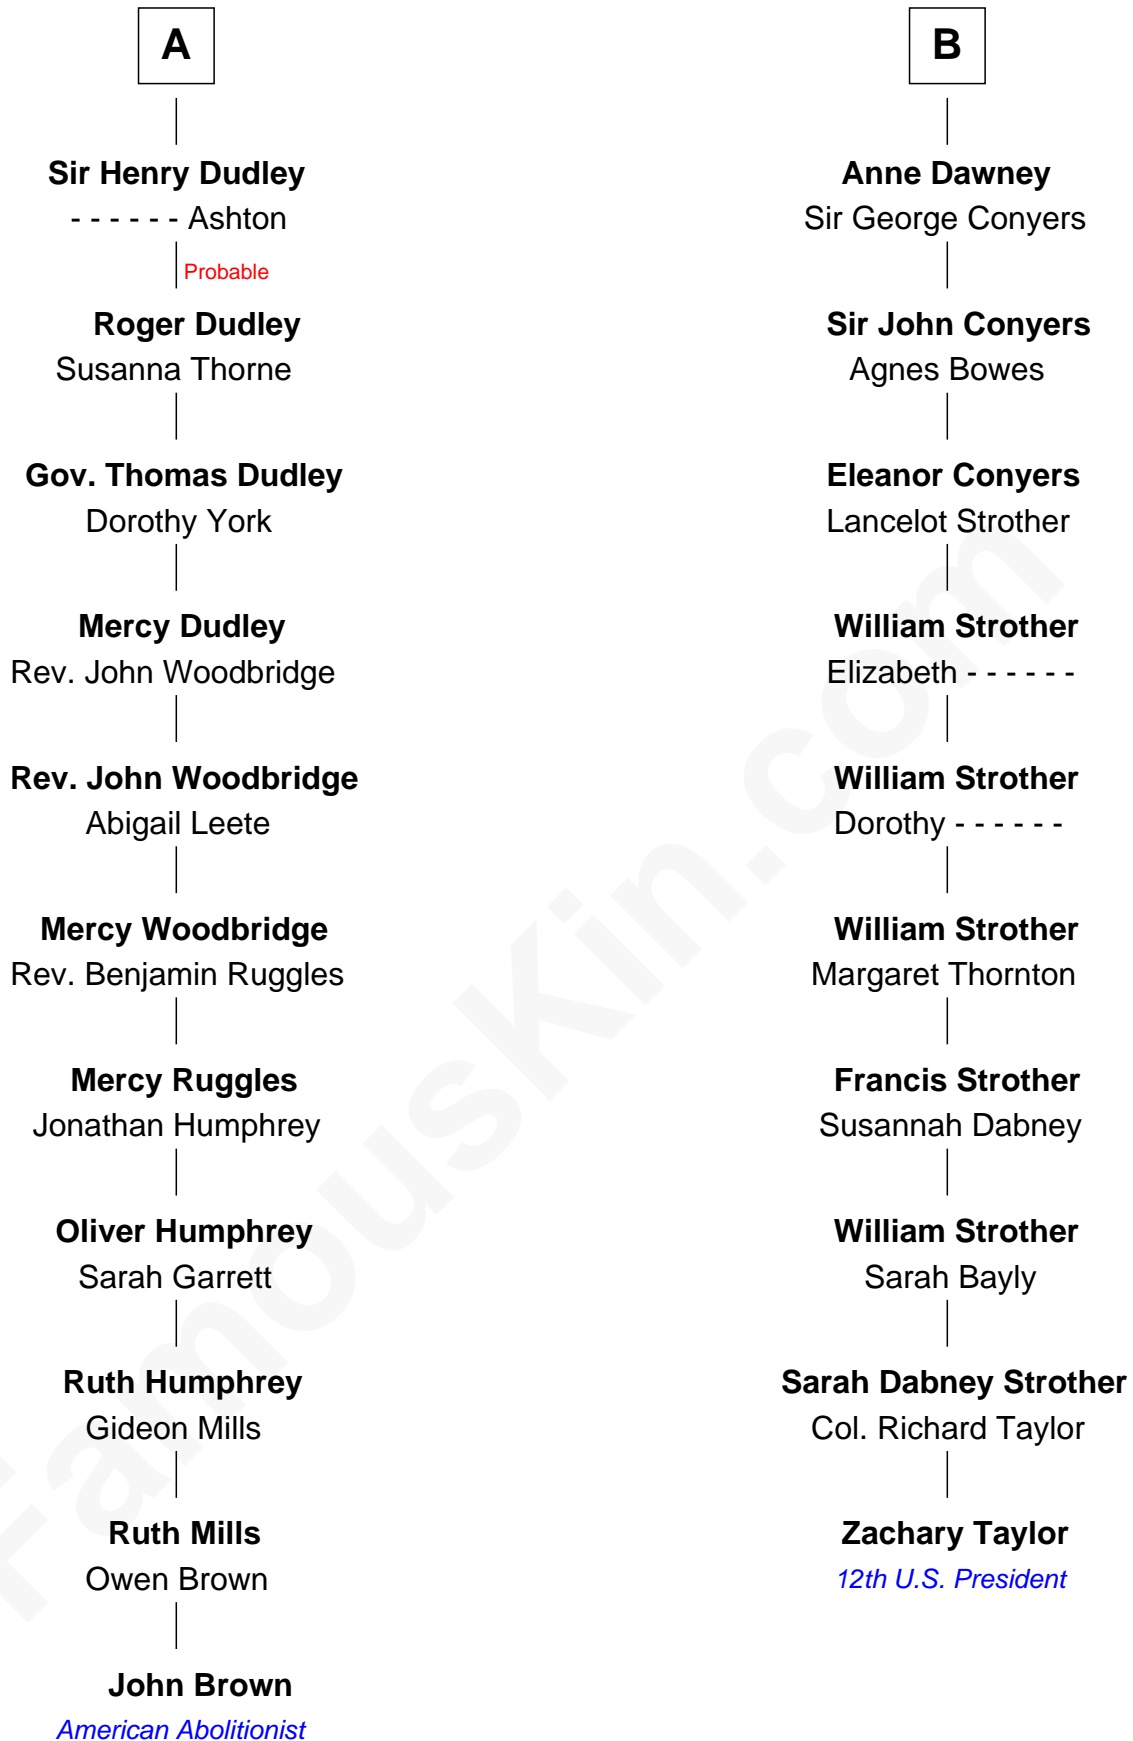 A
Sir Henry Dudley
- - - - - - Ashton
Probable
Roger Dudley
Susanna Thorne
Gov. Thomas Dudley
Dorothy York
Mercy Dudley
Rev. John Woodbridge
Rev. John Woodbridge
Abigail Leete
Mercy Woodbridge
Rev. Benjamin Ruggles
Mercy Ruggles
Jonathan Humphrey
Oliver Humphrey
Sarah Garrett
Ruth Humphrey
Gideon Mills
Ruth Mills
Owen Brown
John Brown
American Abolitionist
B
Anne Dawney
Sir George Conyers
Sir John Conyers
Agnes Bowes
Eleanor Conyers
Lancelot Strother
William Strother
Elizabeth - - - - - -
William Strother
Dorothy - - - - - -
William Strother
Margaret Thornton
Francis Strother
Susannah Dabney
William Strother
Sarah Bayly
Sarah Dabney Strother
Col. Richard Taylor
Zachary Taylor
12th U.S. President
FamousKin.com